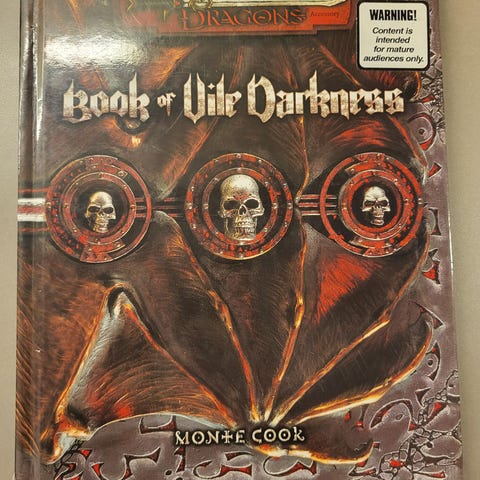 DRAGONS
Accessory
WARNING!
Content is
intended
for mature
audiences only.
Book of Vile Darkness
MONTE COOK